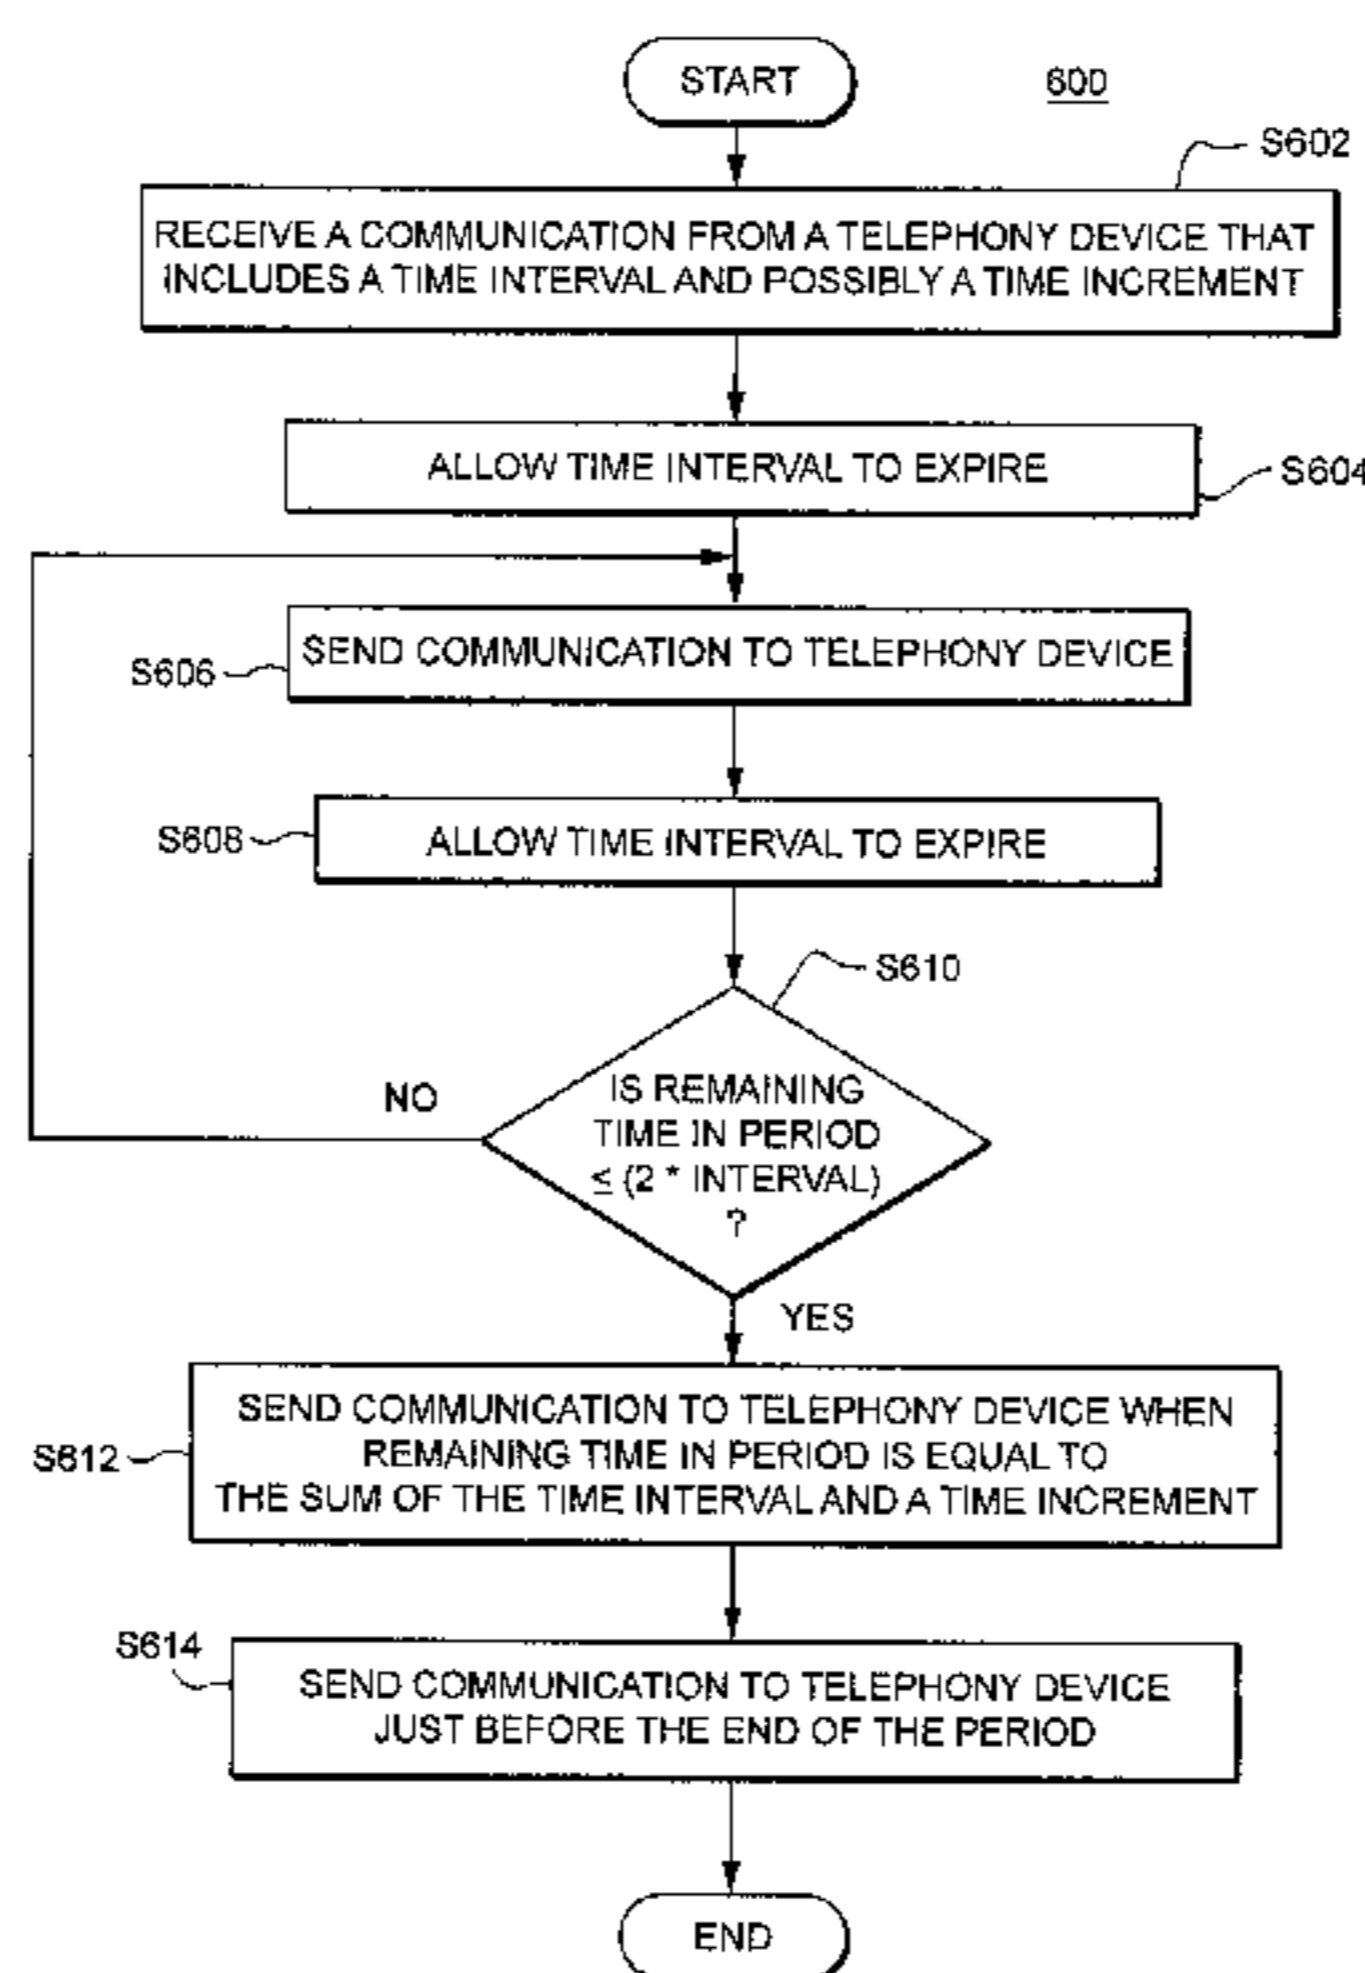 START
600
S602
RECEIVE A COMMUNICATION FROM A TELEPHONY DEVICE THAT
INCLUDES A TIME INTERVAL AND POSSIBLY A TIME INCREMENT
ALLOW TIME INTERVAL TO EXPIRE
S604
SEND COMMUNICATION TO TELEPHONY DEVICE
S606
S608
ALLOW TIME INTERVAL TO EXPIRE
S610
IS REMAINING
TIME IN PERIOD
≤ (2 * INTERVAL)
?
NO
YES
SEND COMMUNICATION TO TELEPHONY DEVICE WHEN
REMAINING TIME IN PERIOD IS EQUAL TO
THE SUM OF THE TIME INTERVAL AND A TIME INCREMENT
S612
S614
SEND COMMUNICATION TO TELEPHONY DEVICE
JUST BEFORE THE END OF THE PERIOD
END